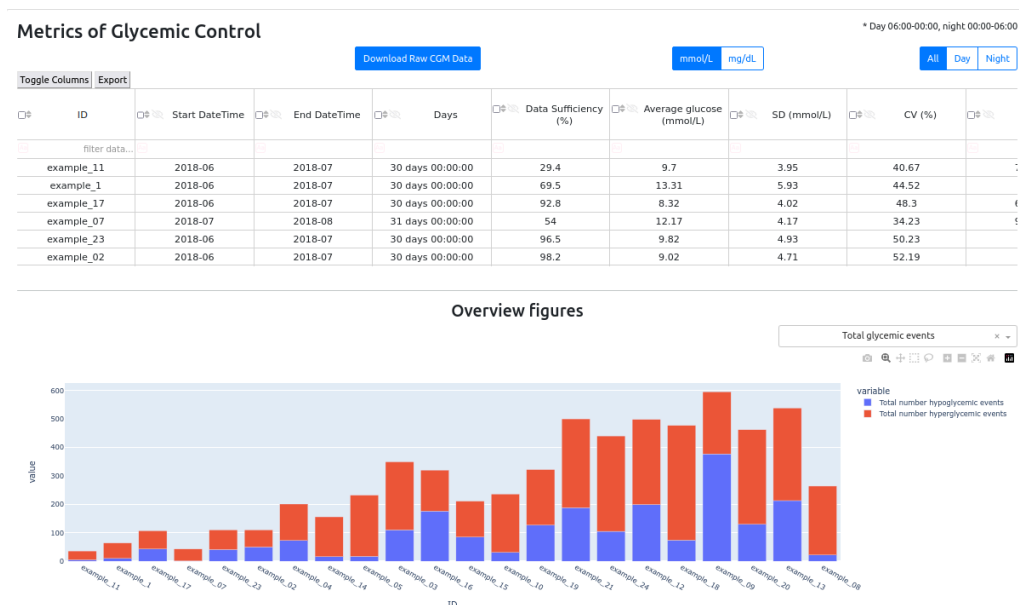 Metrics of Glycemic Control
* Day 06:00-00:00, night 00:00-06:00
Download Raw CGM Data
mmol/L mg/dL
All Day Night
Toggle Columns Export
ID Start DateTime End DateTime Days Data Sufficiency (%) Average glucose (mmol/L) SD (mmol/L) CV (%)
filter data...
example_11 2018-06 2018-07 30 days 00:00:00 29.4 9.7 3.95 40.67
example_1 2018-06 2018-07 30 days 00:00:00 69.5 13.31 5.93 44.52
example_17 2018-06 2018-07 30 days 00:00:00 92.8 8.32 4.02 48.3
example_07 2018-07 2018-08 31 days 00:00:00 54 12.17 4.17 34.23
example_23 2018-06 2018-07 30 days 00:00:00 96.5 9.82 4.93 50.23
example_02 2018-06 2018-07 30 days 00:00:00 98.2 9.02 4.71 52.19
Overview figures
Total glycemic events
variable
Total number hypoglycemic events
Total number hyperglycemic events
value
600
500
400
300
200
100
0
example_11 example_1 example_17 example_07 example_23 example_02 example_04 example_14 example_05 example_03 example_16 example_15 example_10 example_19 example_21 example_24 example_12 example_18 example_09 example_20 example_13 example_08
ID